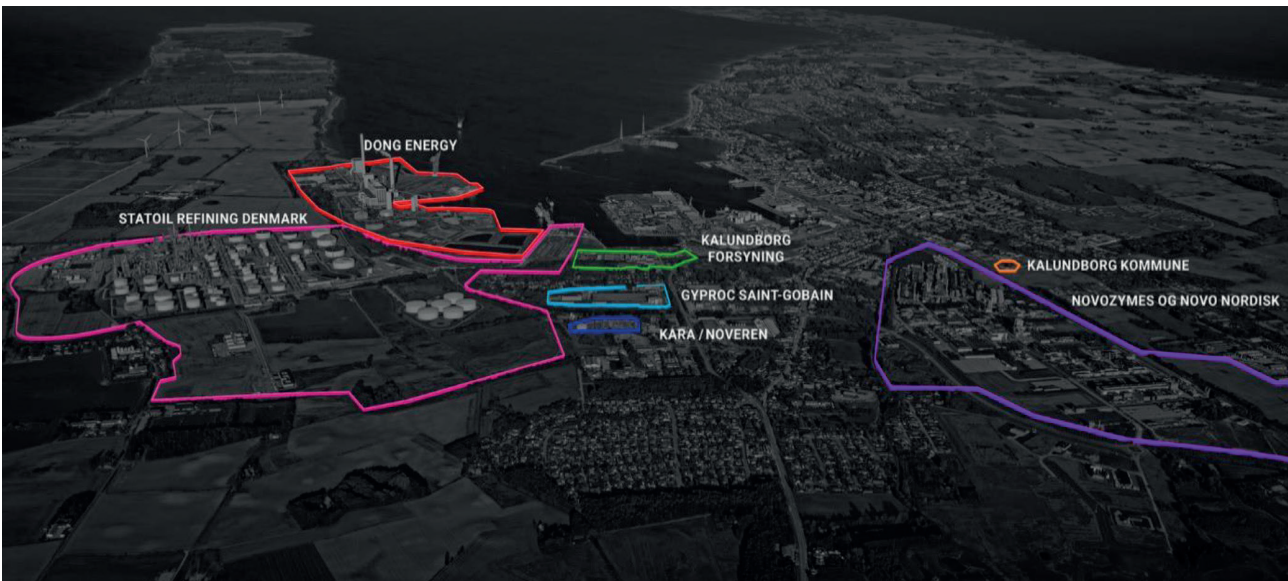 DONG ENERGY
STATOIL REFINING DENMARK
KALUNDBORG
FORSYNING
KALUNDBORG KOMMUNE
GYPROC SAINT-GOBAIN
NOVOZYMES OG NOVO NORDISK
KARA / NOVEREN